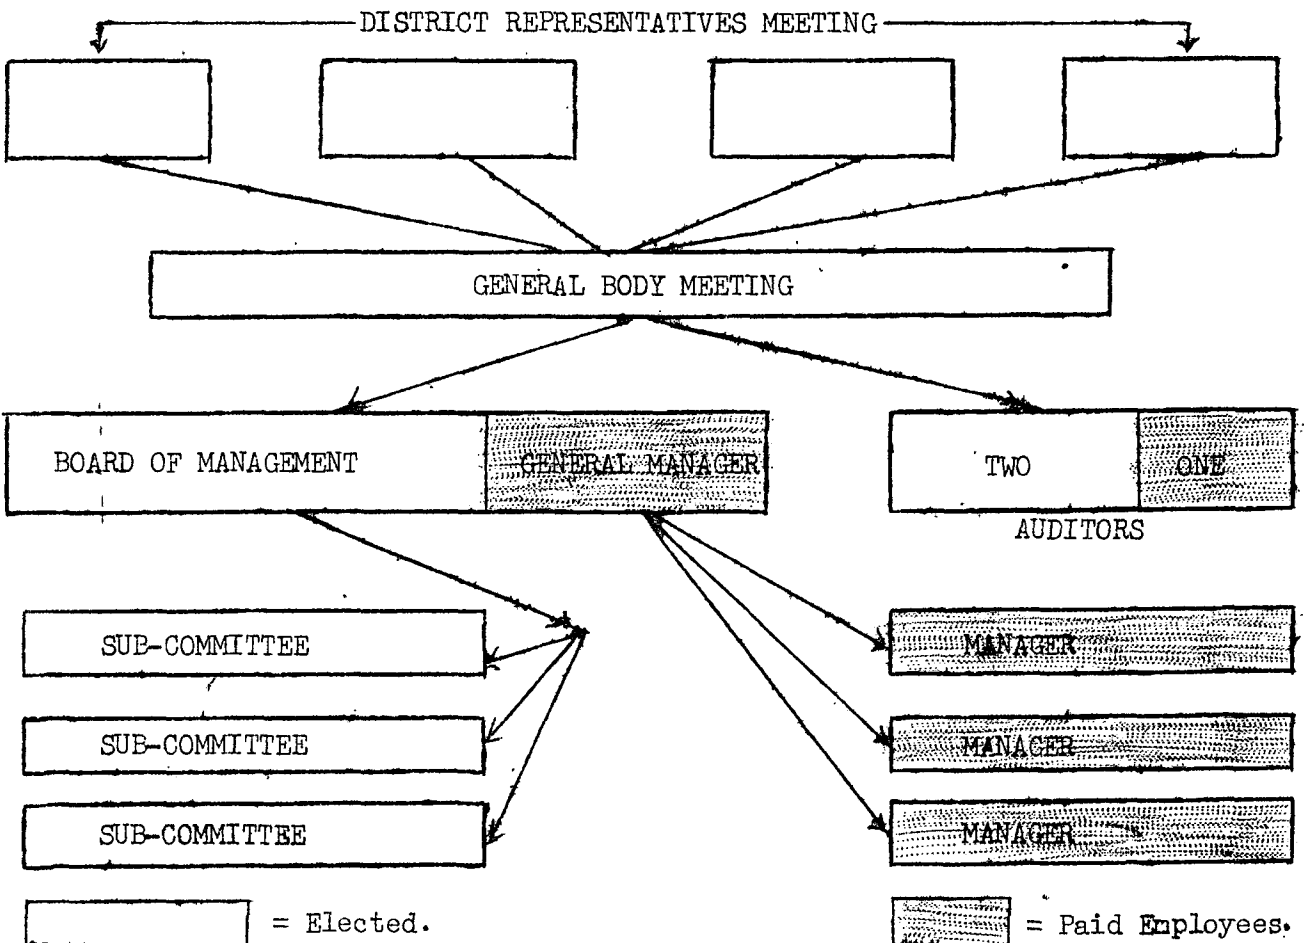 DISTRICT REPRESENTATIVES MEETING
GENERAL BODY MEETING
BOARD OF MANAGEMENT
GENERAL MANAGER
TWO
ONE
AUDITORS
SUB-COMMITTEE
MANAGER
SUB-COMMITTEE
MANAGER
SUB-COMMITTEE
MANAGER
= Elected.
= Paid Employees.